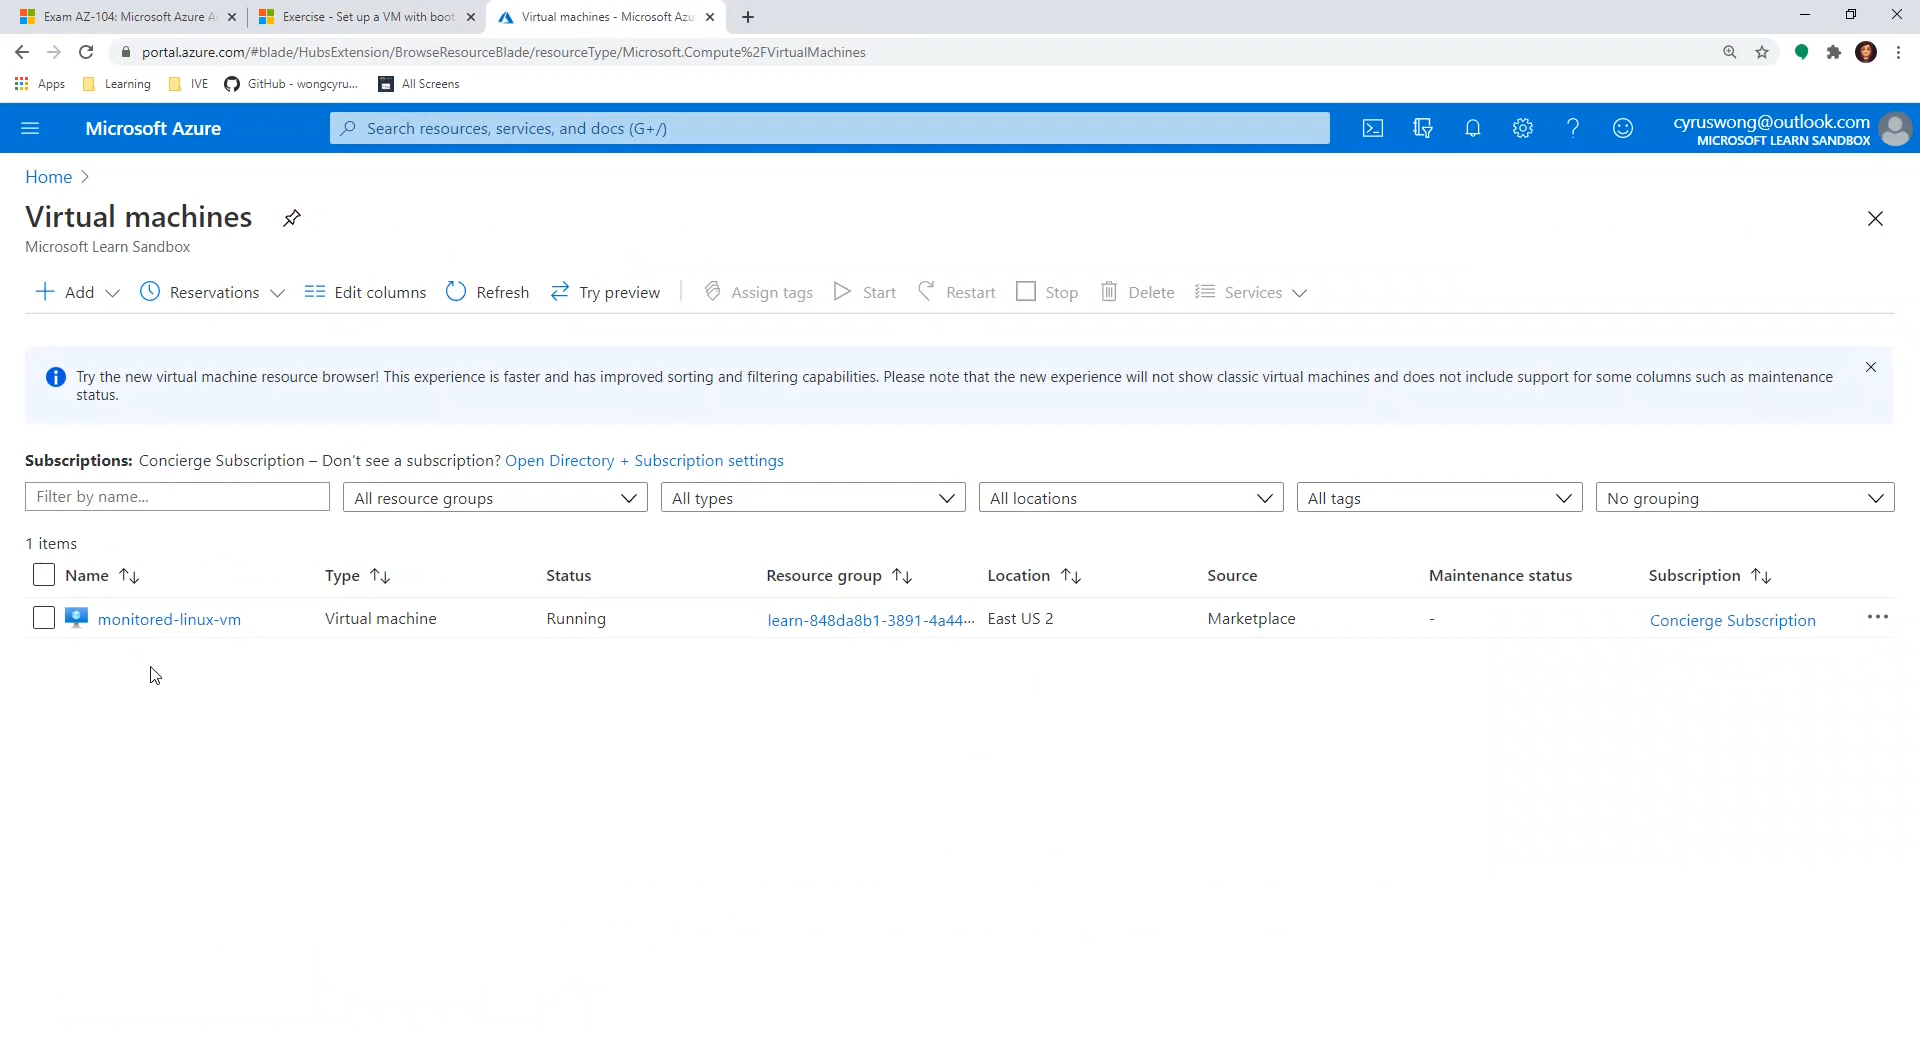 Exam AZ-104: Microsoft Azure A
Exercise - Set up a VM with boot
Virtual machines - Microsoft Azu
portal.azure.com/#blade/HubsExtension/BrowseResourceBlade/resourceType/Microsoft.Compute%2FVirtualMachines
Apps Learning IVE GitHub - wongcyru... All Screens
Microsoft Azure
Search resources, services, and docs (G+/)
cyruswong@outlook.com
MICROSOFT LEARN SANDBOX
Home
Virtual machines
Microsoft Learn Sandbox
Add Reservations Edit columns Refresh Try preview Assign tags Start Restart Stop Delete Services
Try the new virtual machine resource browser! This experience is faster and has improved sorting and filtering capabilities. Please note that the new experience will not show classic virtual machines and does not include support for some columns such as maintenance
status.
Subscriptions: Concierge Subscription – Don't see a subscription? Open Directory + Subscription settings
Filter by name... All resource groups All types All locations All tags No grouping
1 items
Name Type Status Resource group Location Source Maintenance status Subscription
monitored-linux-vm Virtual machine Running learn-848da8b1-3891-4a44... East US 2 Marketplace - Concierge Subscription